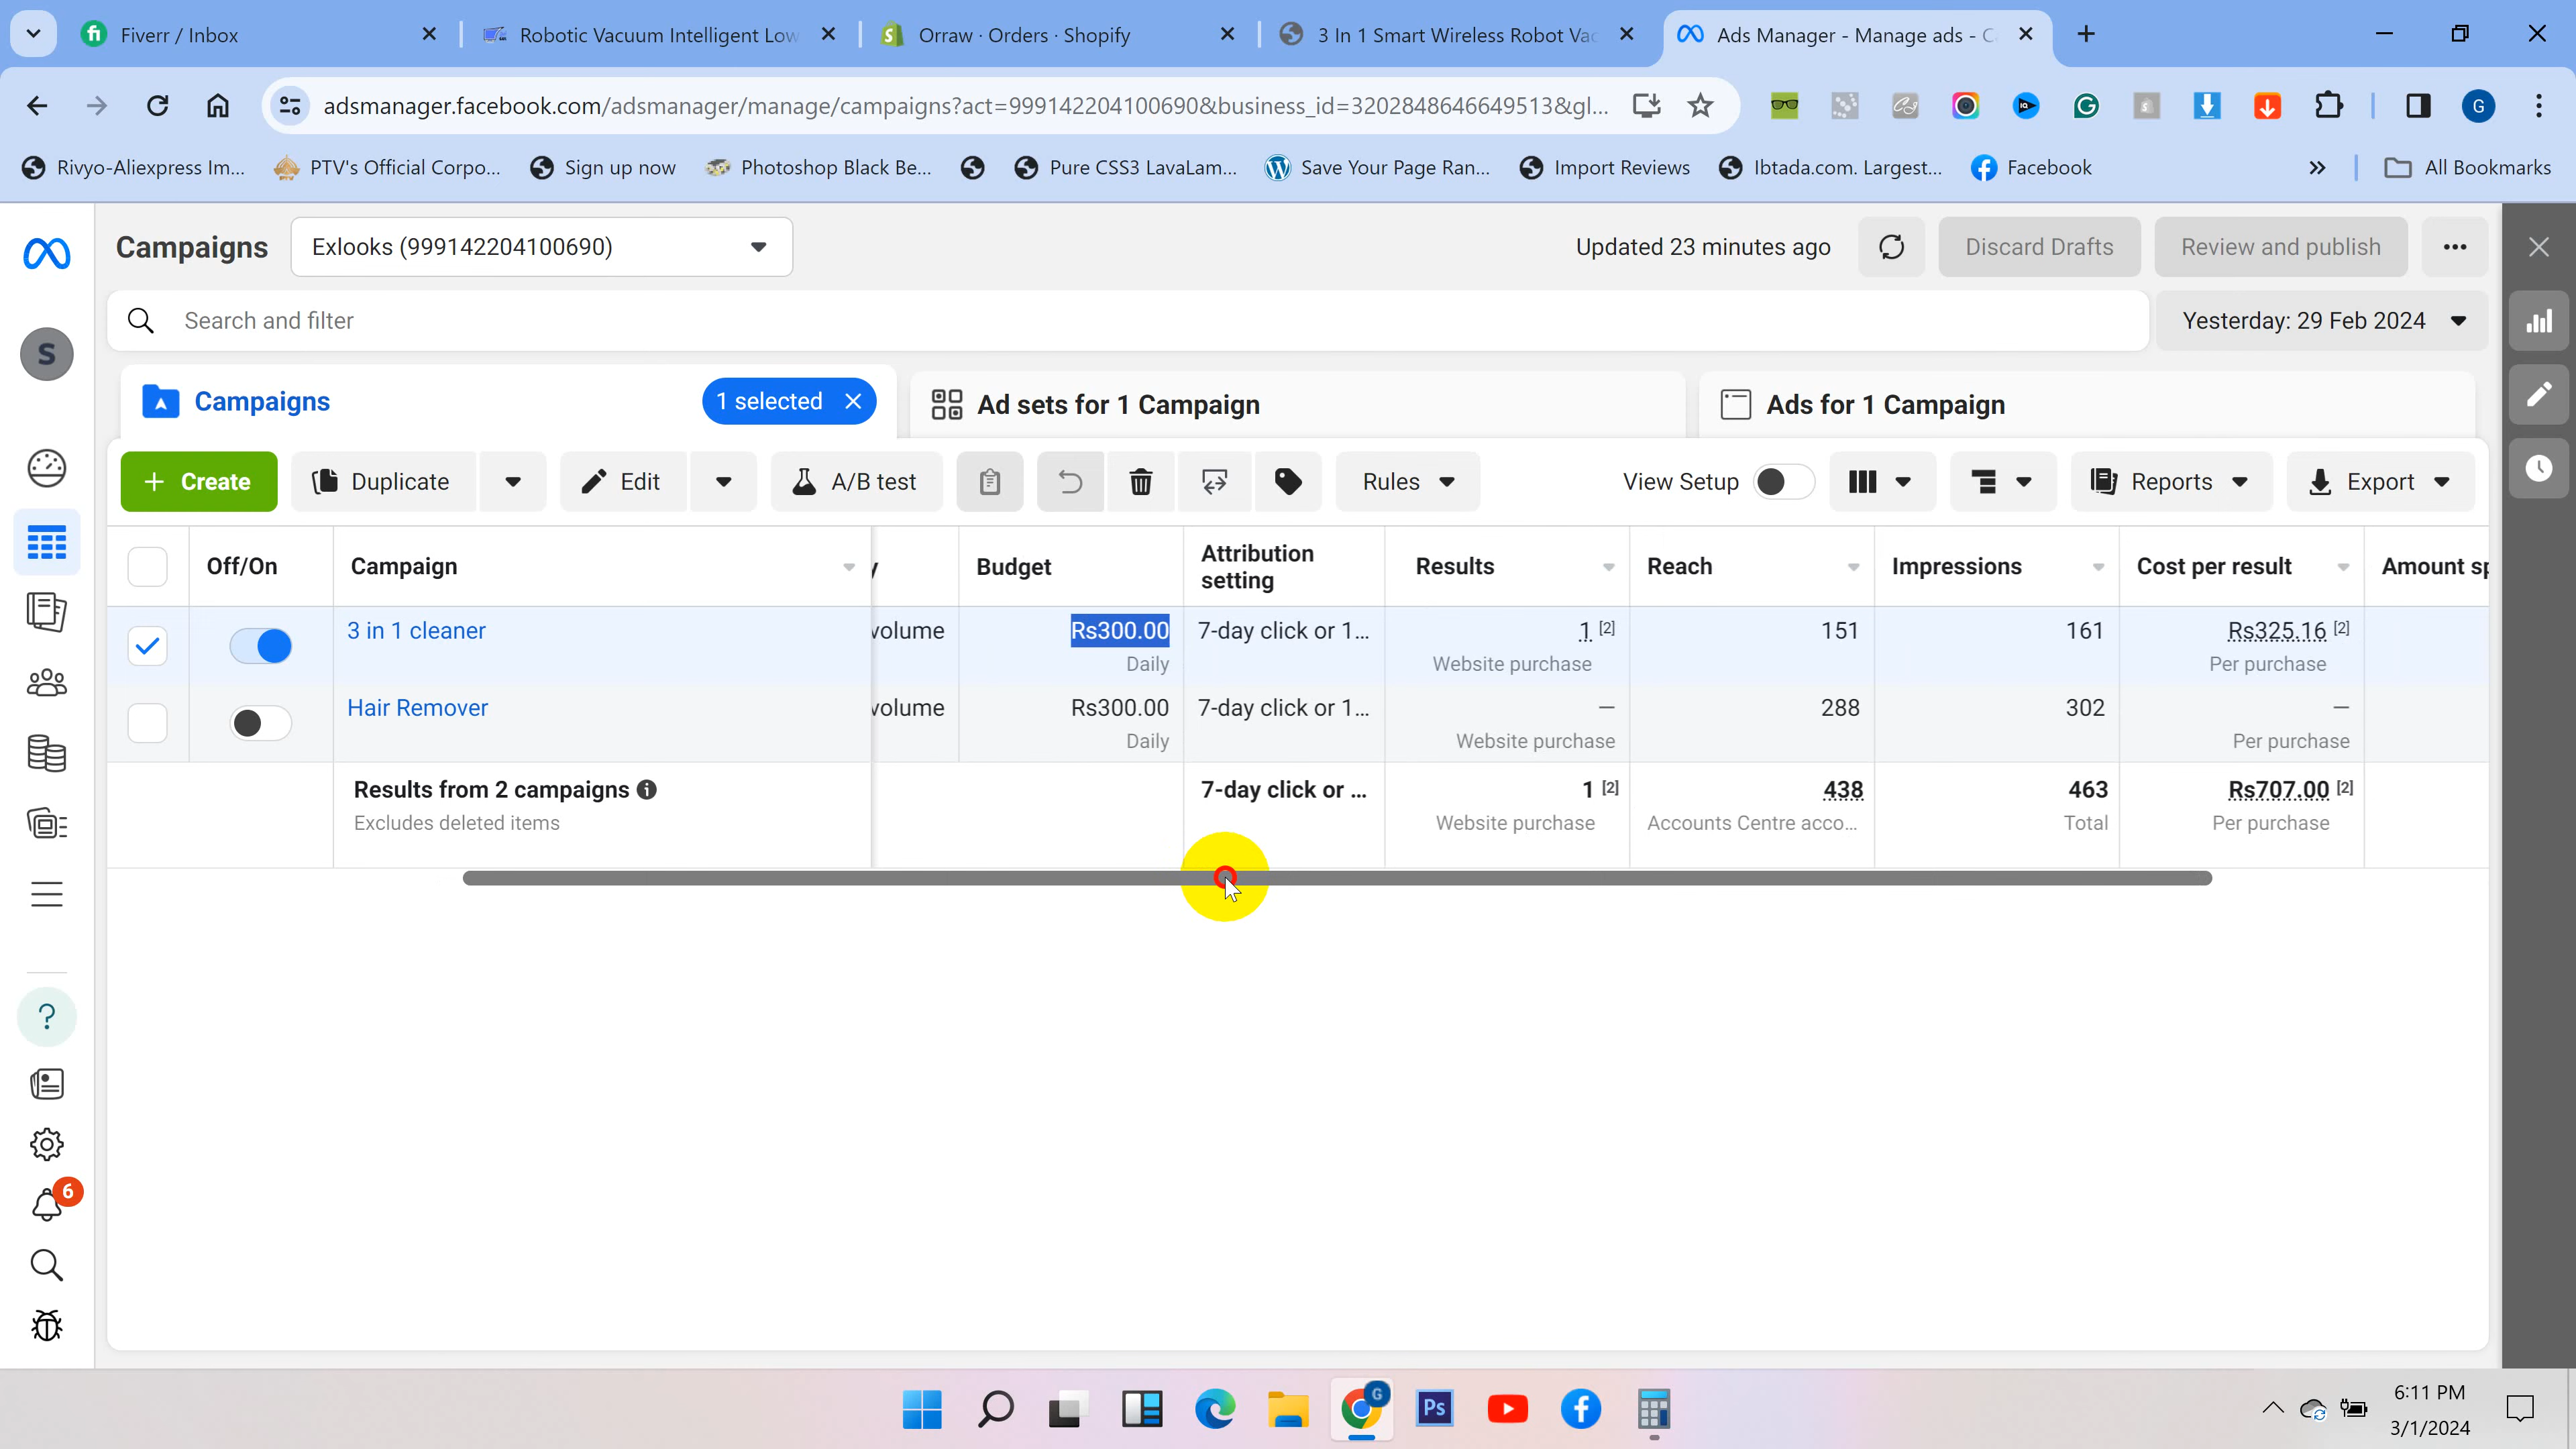 Fiverr / Inbox
Robotic Vacuum Intelligent Low
Orraw · Orders · Shopify
3 In 1 Smart Wireless Robot Vac
Ads Manager - Manage ads - C
adsmanager.facebook.com/adsmanager/manage/campaigns?act=999142204100690&business_id=3202848646649513&gl...
G
Rivyo-Aliexpress Im...
PTV's Official Corpo...
Sign up now
Photoshop Black Be...
Pure CSS3 LavaLam...
Save Your Page Ran...
Import Reviews
Ibtada.com. Largest...
Facebook
All Bookmarks
Campaigns
Exlooks (999142204100690)
Updated 23 minutes ago
Discard Drafts
Review and publish
Search and filter
Yesterday: 29 Feb 2024
S
Campaigns
1 selected
Ad sets for 1 Campaign
Ads for 1 Campaign
+ Create
Duplicate
Edit
A/B test
Rules
View Setup
Reports
Export
Off/On
Campaign
y
Budget
Attribution
setting
Results
Reach
Impressions
Cost per result
Amount sp
3 in 1 cleaner
volume
Rs300.00
Daily
7-day click or 1...
1 [2]
Website purchase
151
161
Rs325.16 [2]
Per purchase
Hair Remover
volume
Rs300.00
Daily
7-day click or 1...
—
Website purchase
288
302
—
Per purchase
Results from 2 campaigns
Excludes deleted items
7-day click or ...
1 [2]
Website purchase
438
Accounts Centre acco...
463
Total
Rs707.00 [2]
Per purchase
?
6
G
Ps
6:11 PM
3/1/2024